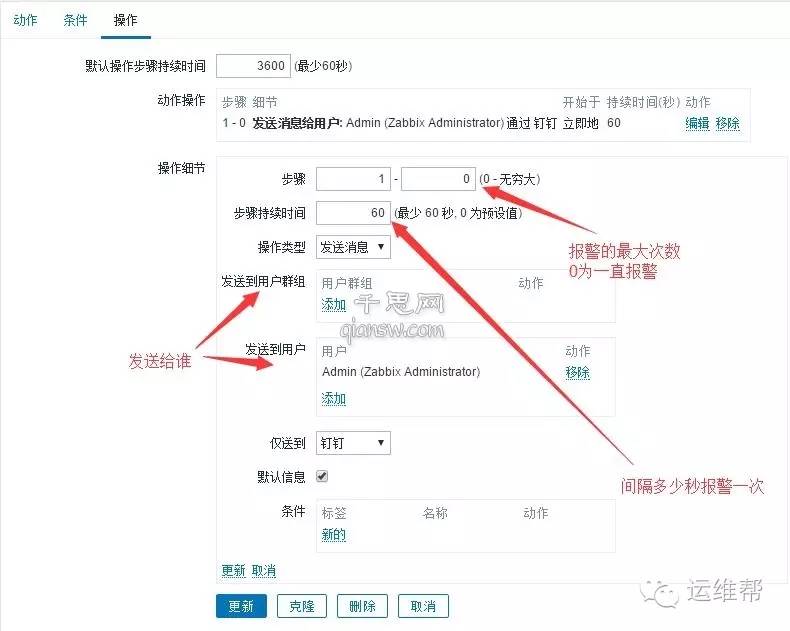 动作 条件 操作
默认操作步骤持续时间 3600 (最少60秒)
动作操作 步骤 细节 开始于 持续时间(秒) 动作
1 - 0 发送消息给用户: Admin (Zabbix Administrator) 通过 钉钉 立即地 60 编辑 移除
操作细节
步骤 1 - 0 (0 - 无穷大)
步骤持续时间 60 (最少 60 秒, 0 为预设值)
操作类型 发送消息
报警的最大次数
0为一直报警
发送到用户群组 用户群组 动作
添加
千思网
qiansw.com
发送给谁
发送到用户 用户 动作
Admin (Zabbix Administrator) 移除
添加
仅送到 钉钉
默认信息
间隔多少秒报警一次
条件 标签 名称 动作
新的
更新 取消
更新 克隆 删除 取消
运维帮